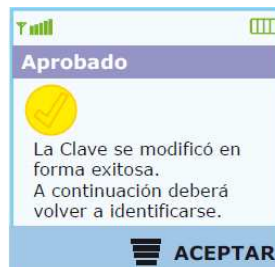 Aprobado
La Clave se modificó en
forma exitosa.
A continuación deberá
volver a identificarse.
ACEPTAR